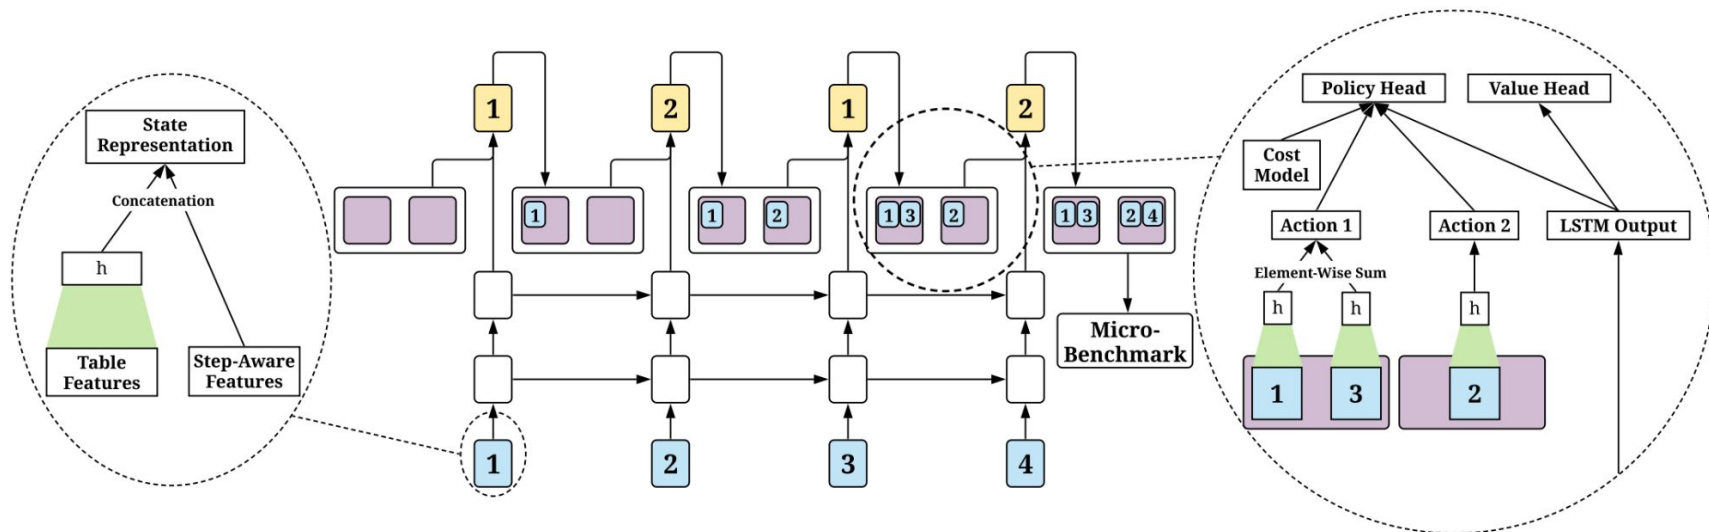 State
Representation
Concatenation
h
Table
Features
Step-Aware
Features
1
2
1
2
1
1
2
1
3
2
1
3
2
4
Micro-
Benchmark
1
2
3
4
Policy Head
Value Head
Cost
Model
Action 1
Action 2
LSTM Output
Element-Wise Sum
h
h
h
1
3
2